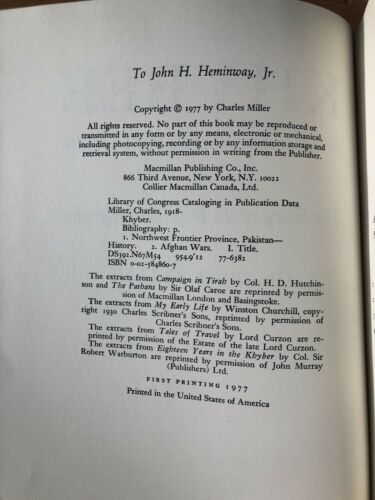 To John H. Heminway, Jr.
Copyright © 1977 by Charles Miller
All rights reserved. No part of this book may be reproduced or
transmitted in any form or by any means, electronic or mechanical,
including photocopying, recording or by any information storage and
retrieval system, without permission in writing from the Publisher.
Macmillan Publishing Co., Inc.
866 Third Avenue, New York, N.Y. 10022
Collier Macmillan Canada, Ltd.
Library of Congress Cataloging in Publication Data
Miller, Charles, 1918-
Khyber.
Bibliography: p.
1. Northwest Frontier Province, Pakistan—
History. 2. Afghan Wars. I. Title.
DS392.N67M54 954.9'12 77-6382
ISBN 0-02-584860-7
The extracts from Campaign in Tirah by Col. H. D. Hutchin-
son and The Pathans by Sir Olaf Caroe are reprinted by permis-
sion of Macmillan London and Basingstoke.
The extracts from My Early Life by Winston Churchill, copy-
right 1930 Charles Scribner's Sons, reprinted by permission of
Charles Scribner's Sons.
The extracts from Tales of Travel by Lord Curzon are re-
printed by permission of the Estate of the late Lord Curzon.
The extracts from Eighteen Years in the Khyber by Col. Sir
Robert Warburton are reprinted by permission of John Murray
(Publishers) Ltd.
FIRST PRINTING 1977
Printed in the United States of America